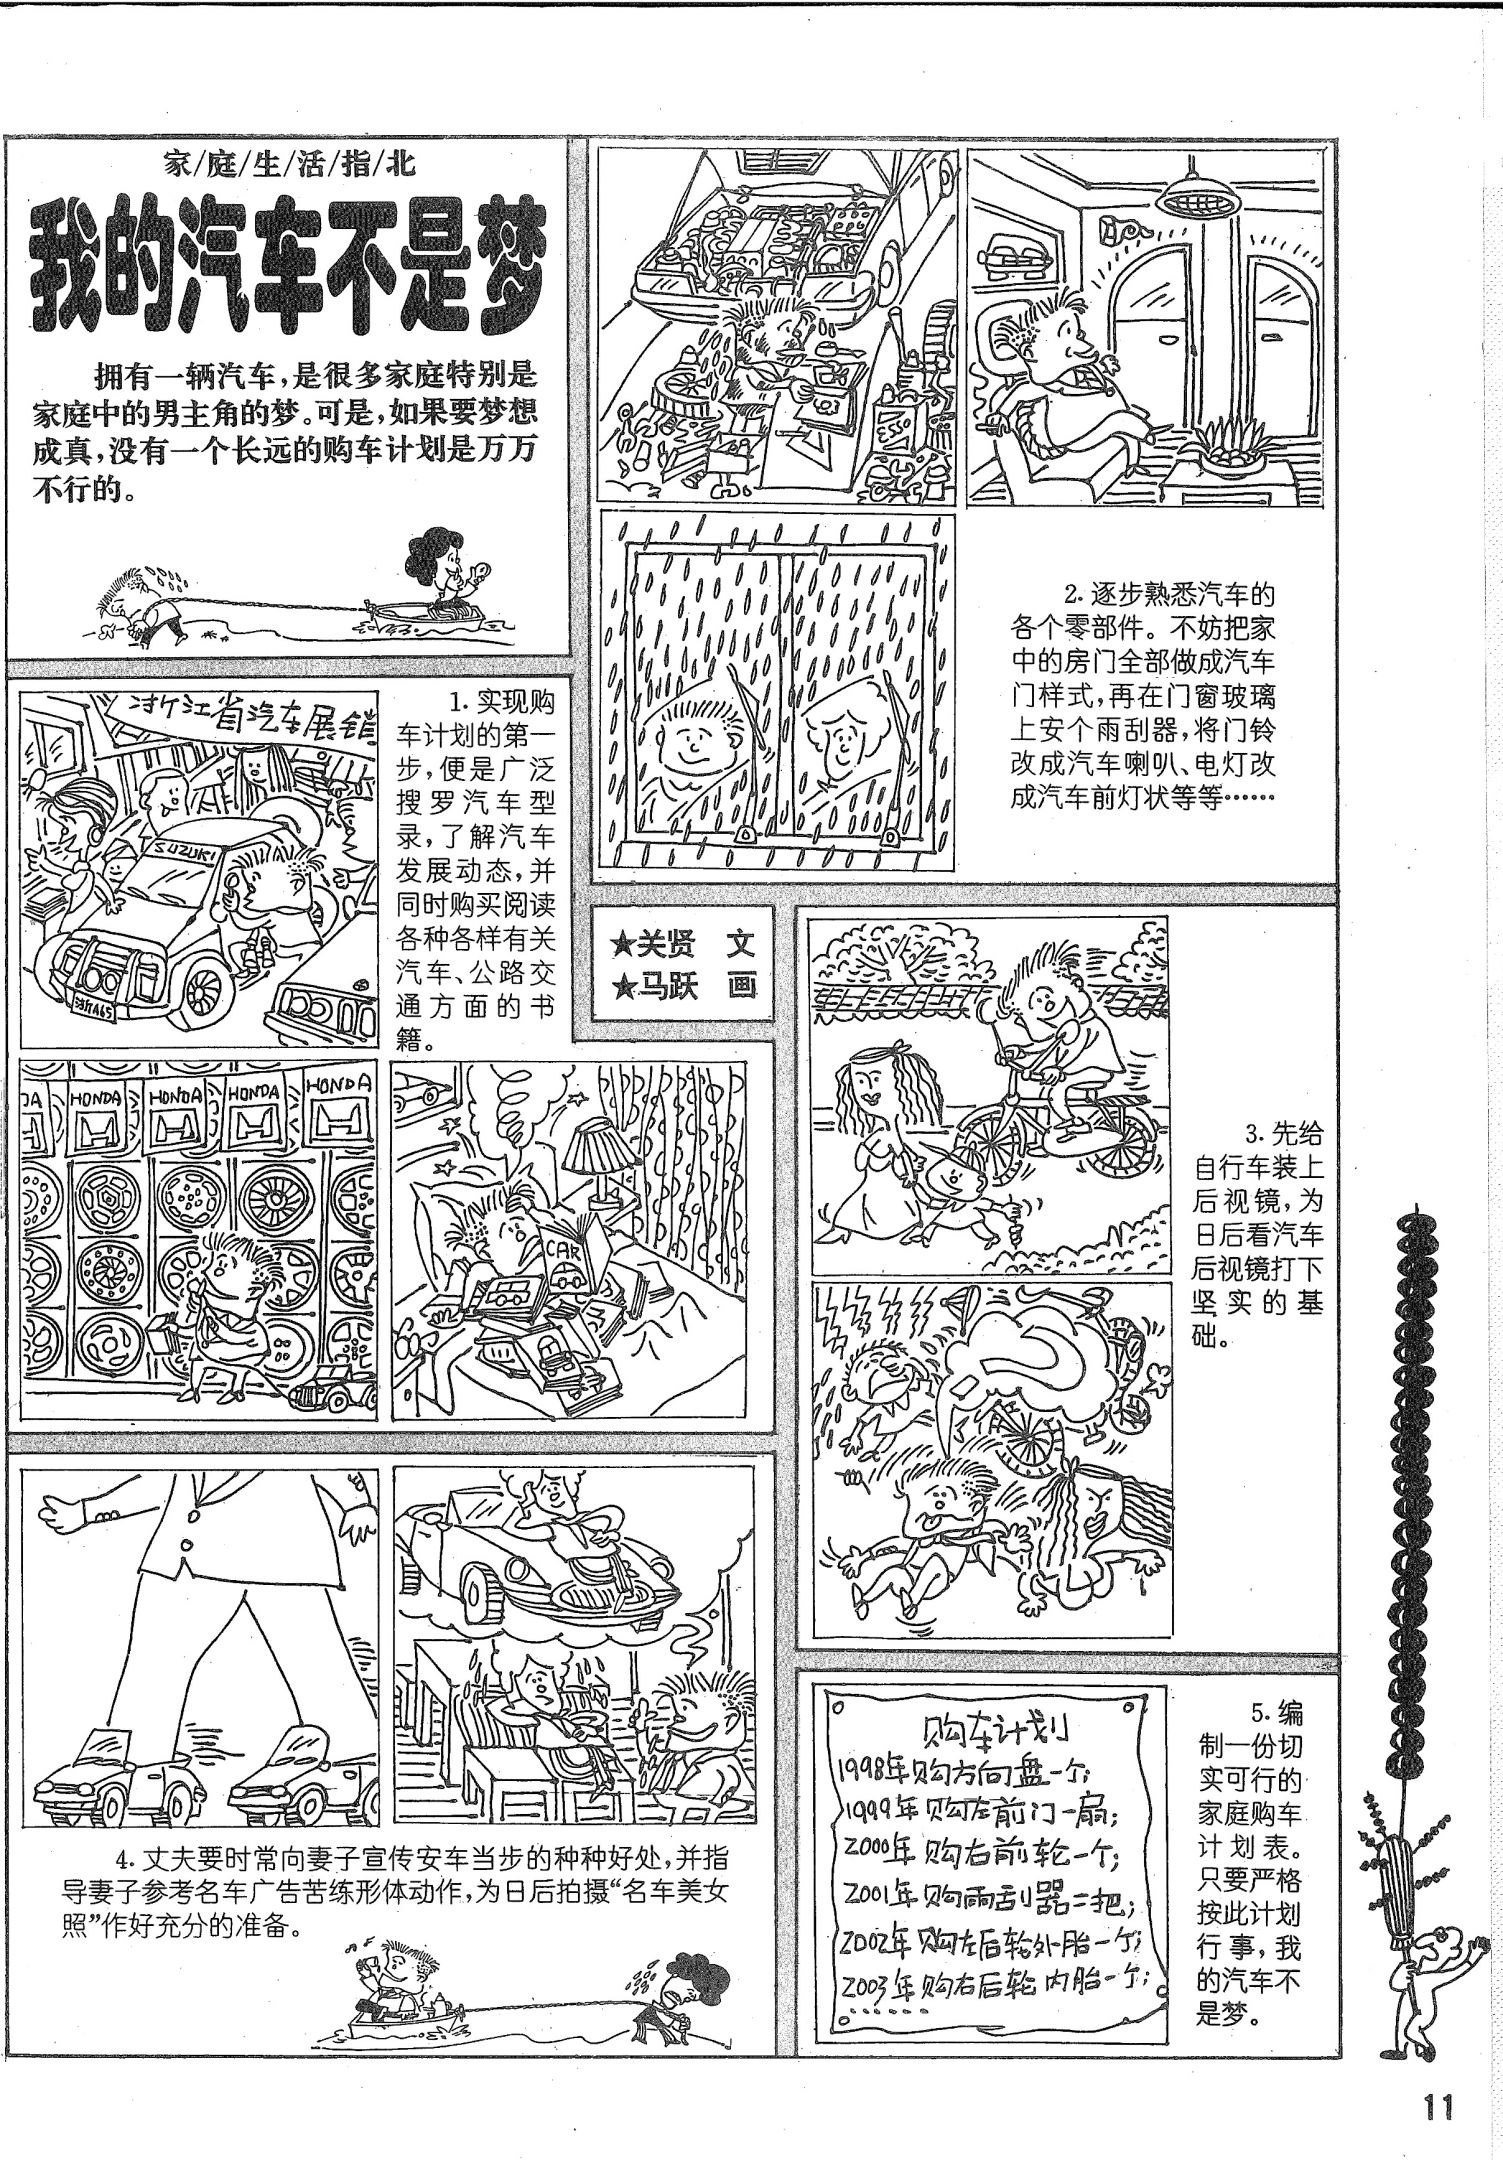 家/庭/生/活/指/北
我的汽车不是梦
拥有一辆汽车,是很多家庭特别是
家庭中的男主角的梦。可是,如果要梦想
成真,没有一个长远的购车计划是万万
不行的。
浙江省汽车展销
SUZUKI
1. 实现购
车计划的第一
步,便是广泛
搜罗汽车型
录,了解汽车
发展动态,并
同时购买阅读
各种各样有关
汽车、公路交
通方面的书
籍。
HONDA
HONDA
HONDA
HONDA
CAR
2. 逐步熟悉汽车的
各个零部件。不妨把家
中的房门全部做成汽车
门样式,再在门窗玻璃
上安个雨刮器,将门铃
改成汽车喇叭、电灯改
成汽车前灯状等等……
★关贤 文
★马跃 画
3. 先给
自行车装上
后视镜,为
日后看汽车
后视镜打下
坚实的基
础。
4. 丈夫要时常向妻子宣传安车当步的种种好处,并指
导妻子参考名车广告苦练形体动作,为日后拍摄“名车美女
照”作好充分的准备。
购车计划
1998年购方向盘一个;
1999年购左前门一扇;
2000年购右前轮一个;
2001年购雨刮器二把;
2002年购左后轮外胎一个;
2003年购右后轮内胎一个;
……
5. 编
制一份切
实可行的
家庭购车
计划表。
只要严格
按此计划
行事,我
的汽车不
是梦。
11